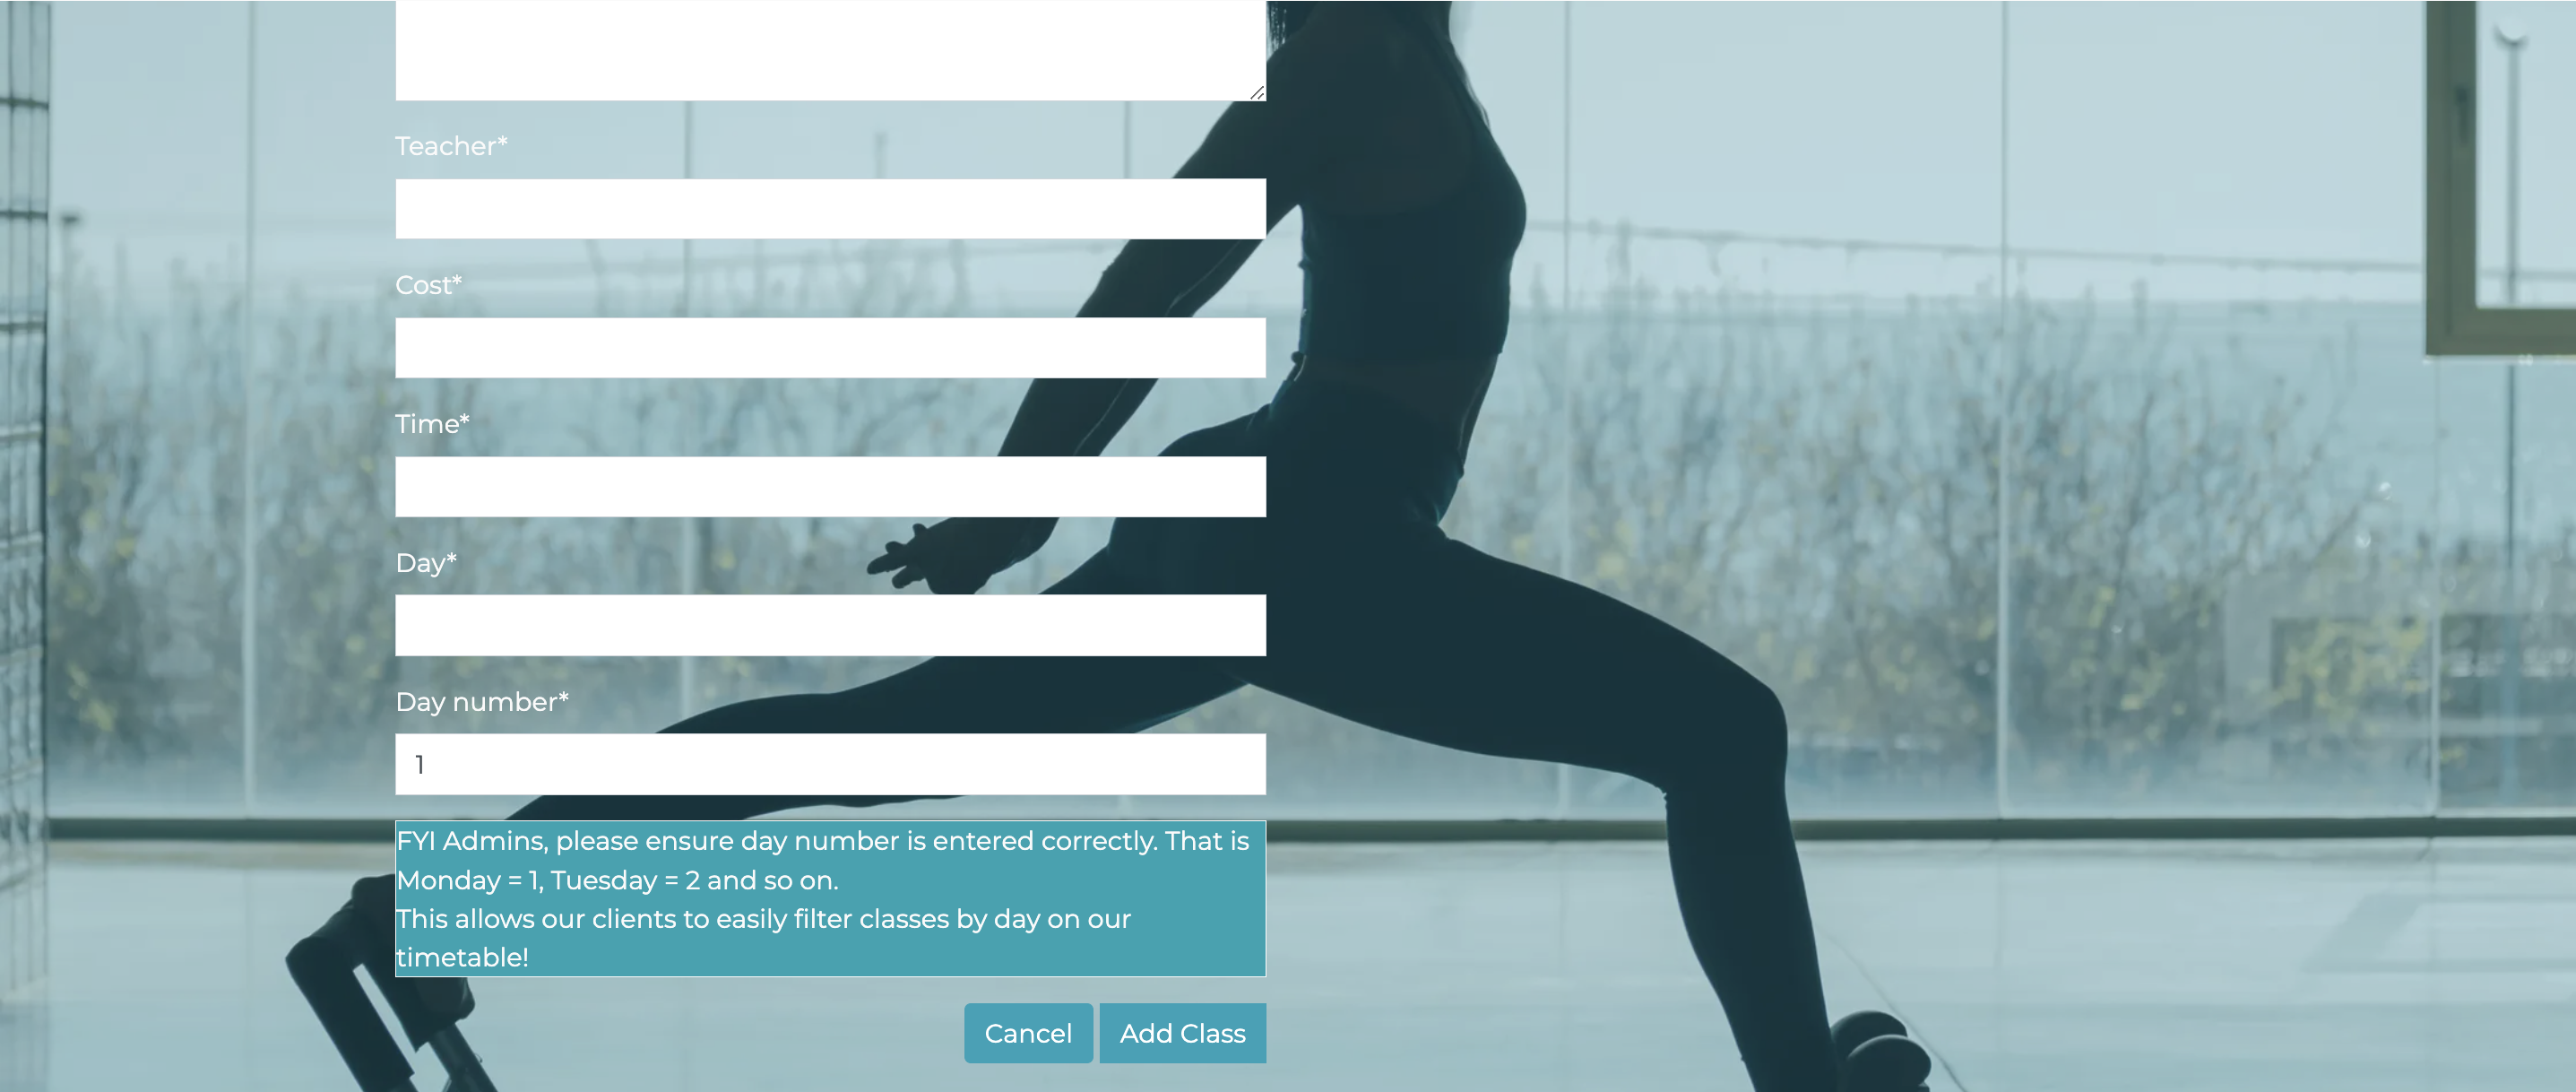 Teacher*
Cost*
Time*
Day*
Day number*
1
FYI Admins, please ensure day number is entered correctly. That is
Monday = 1, Tuesday = 2 and so on.
This allows our clients to easily filter classes by day on our
timetable!
Cancel Add Class